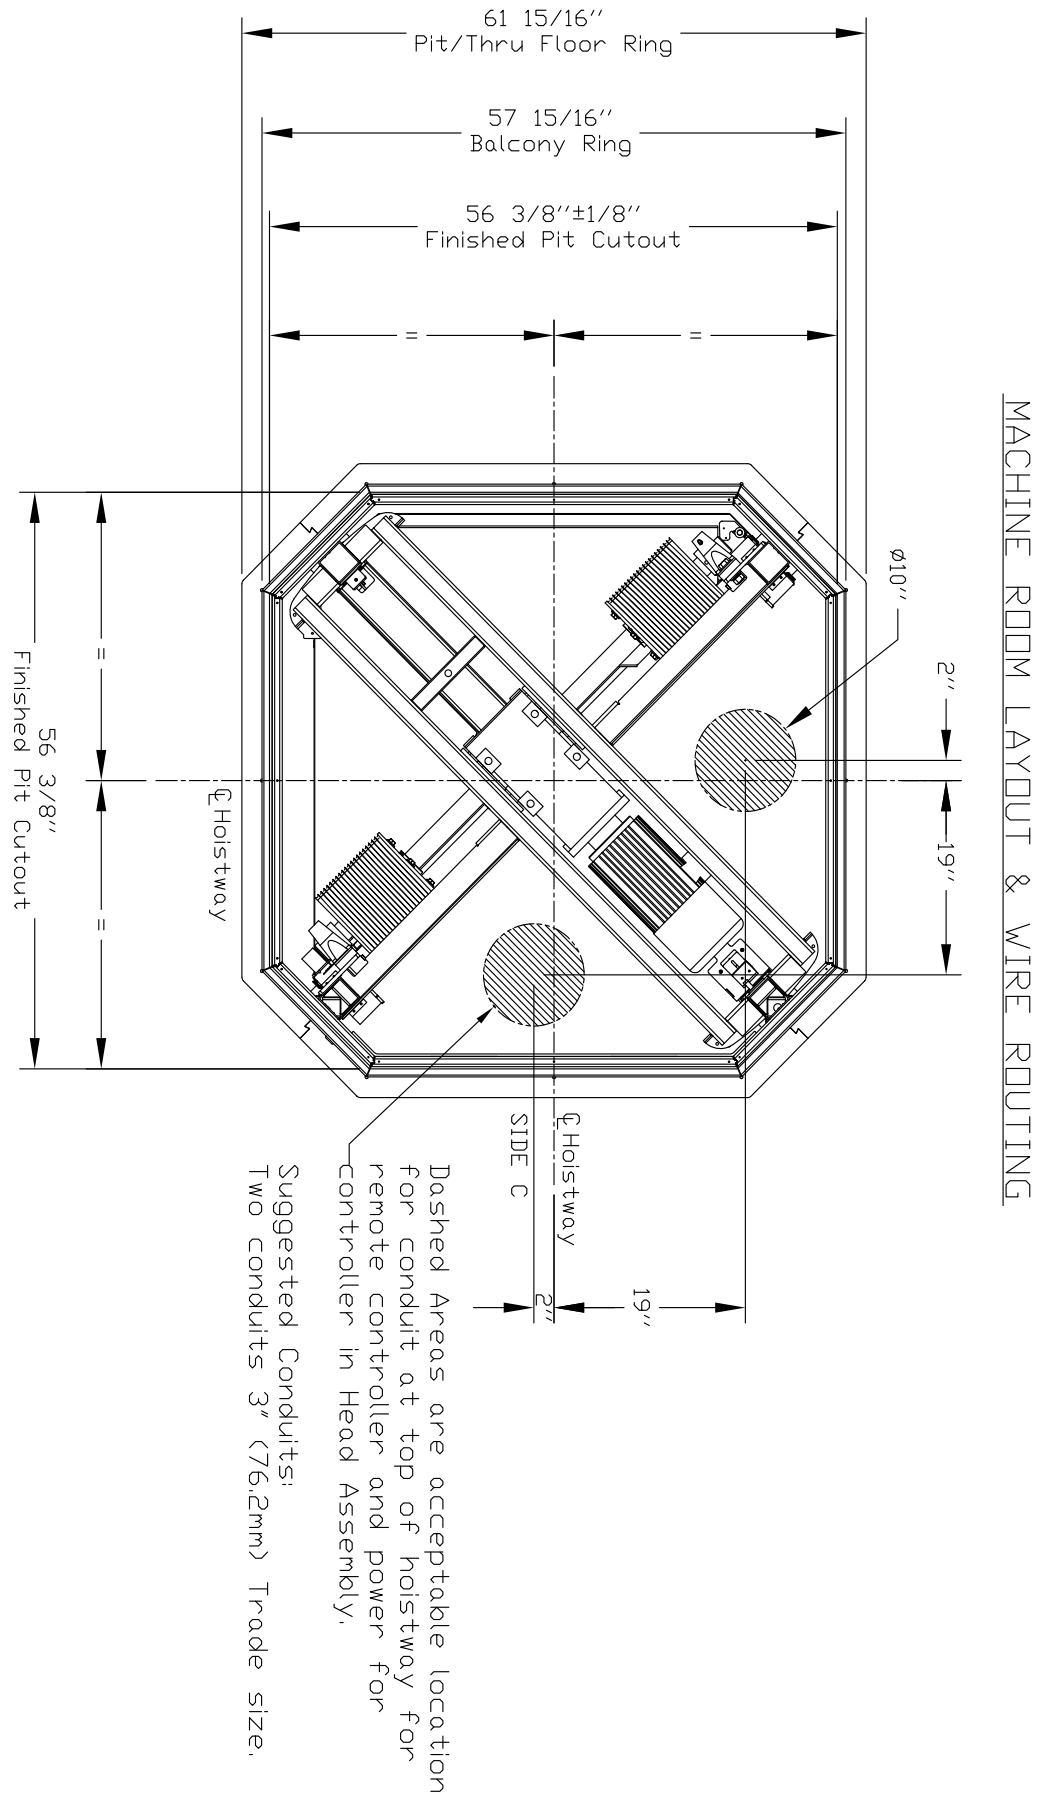 61 15/16"
Pit/Thru Floor Ring
57 15/16"
Balcony Ring
56 3/8"±1/8"
Finished Pit Cutout
=
=
MACHINE ROOM LAYOUT & WIRE ROUTING
ø10"
2"
19"
=
=
56 3/8"
Finished Pit Cutout
℄ Hoistway
℄ Hoistway
SIDE C
2"
19"
Dashed Areas are acceptable location
for conduit at top of hoistway for
remote controller and power for
controller in Head Assembly.
Suggested Conduits:
Two conduits 3" (76.2mm) Trade size.